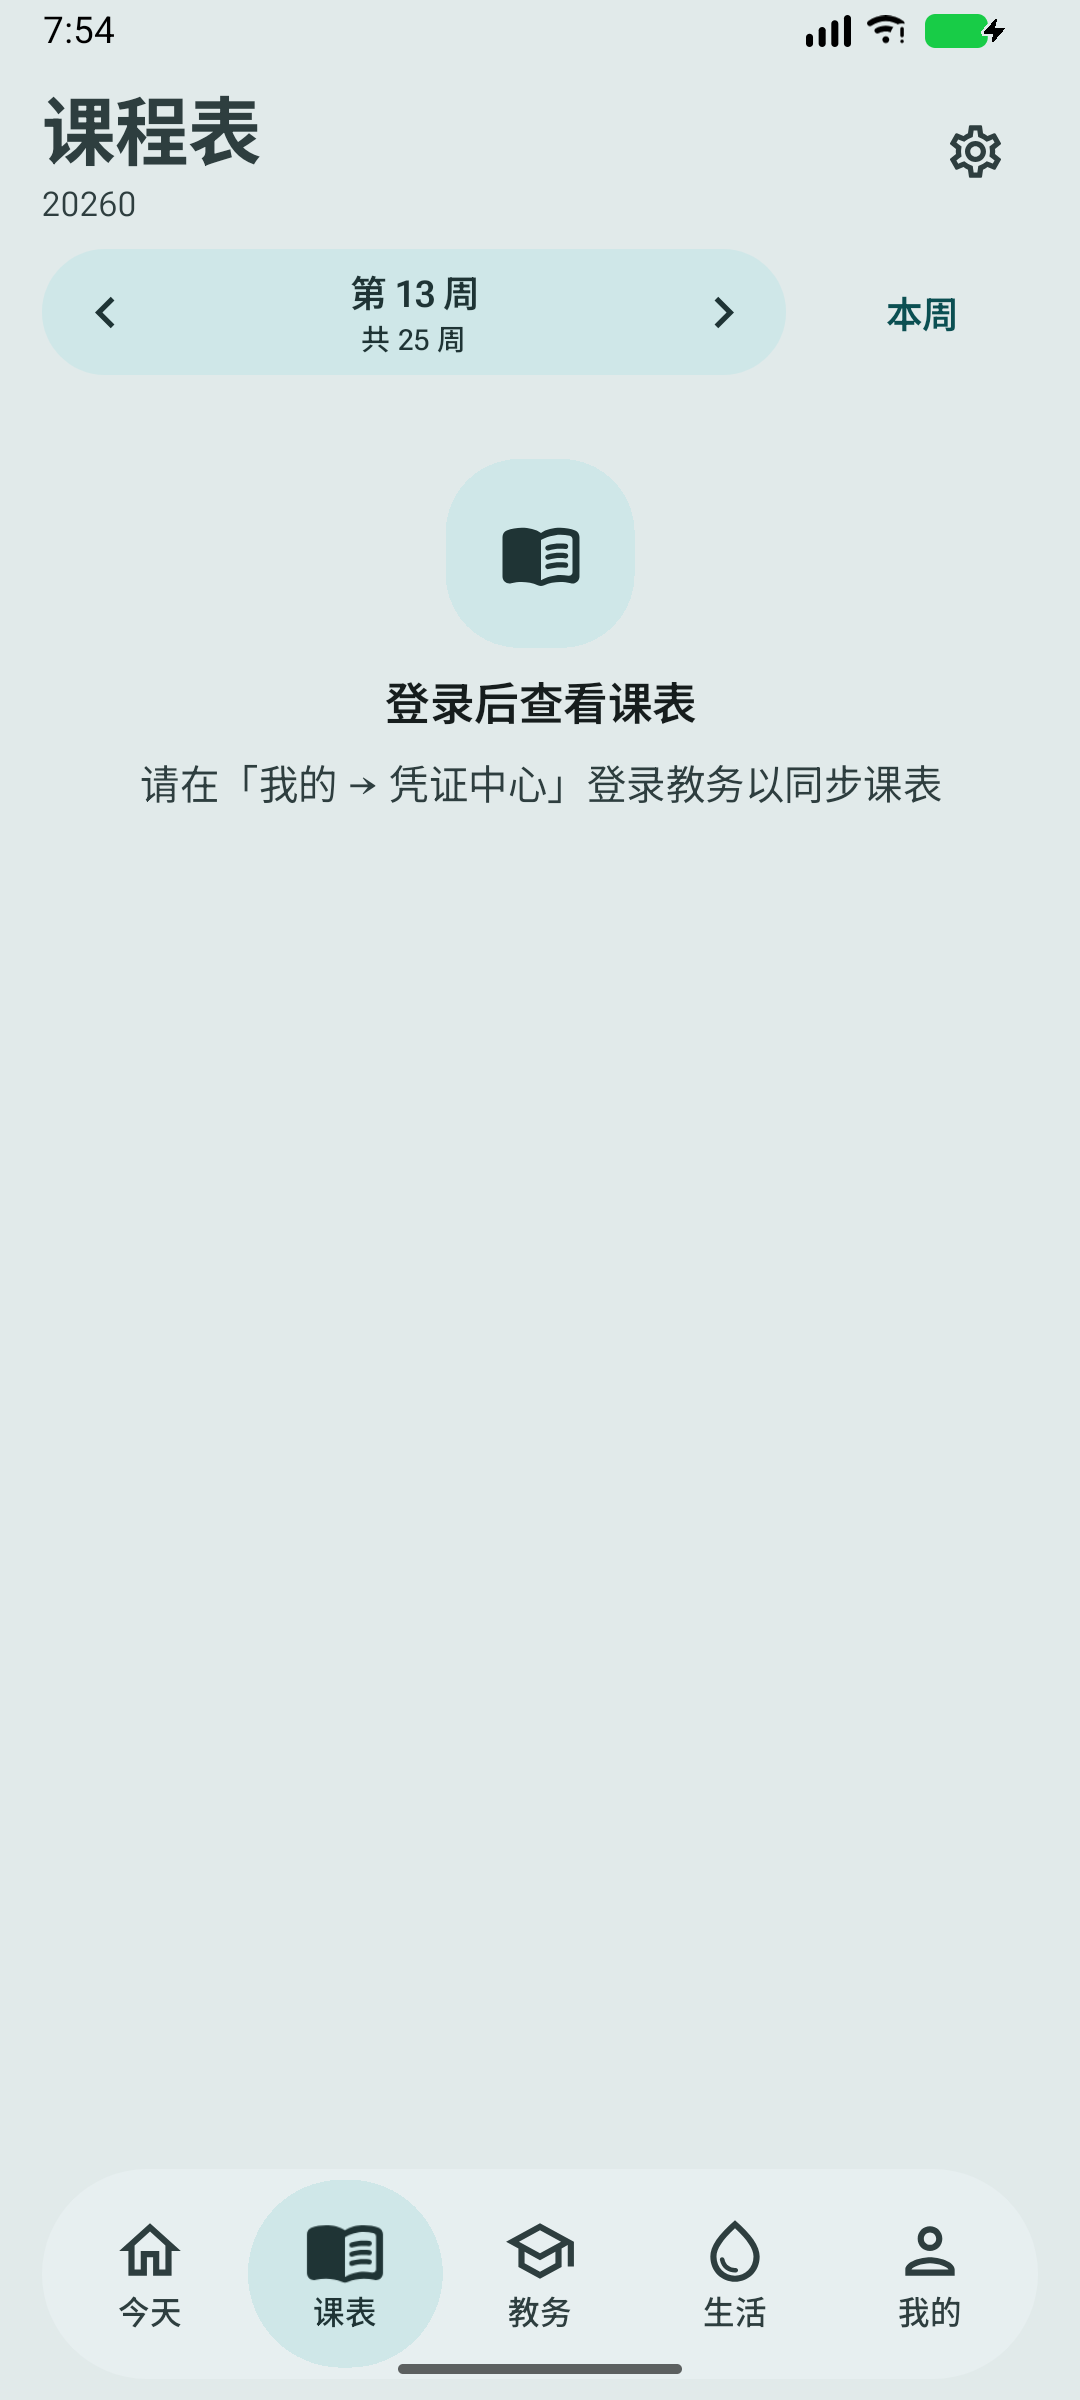 7:54
课程表
20260
第 13 周
共 25 周
本周
登录后查看课表
请在「我的 → 凭证中心」登录教务以同步课表
今天
课表
教务
生活
我的